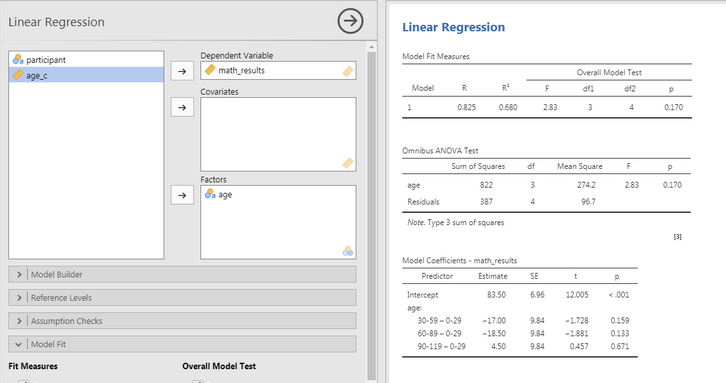 Linear Regression
participant
age_c
Dependent Variable
math_results
Covariates
Factors
age
Model Builder
Reference Levels
Assumption Checks
Model Fit
Fit Measures Overall Model Test
Linear Regression
Model Fit Measures
Overall Model Test
Model R R² F df1 df2 p
1 0.825 0.680 2.83 3 4 0.170
Omnibus ANOVA Test
Sum of Squares df Mean Square F p
age 822 3 274.2 2.83 0.170
Residuals 387 4 96.7
Note. Type 3 sum of squares
[3]
Model Coefficients - math_results
Predictor Estimate SE t p
Intercept 83.50 6.96 12.005 < .001
age:
30-59 – 0-29 −17.00 9.84 −1.728 0.159
60-89 – 0-29 −18.50 9.84 −1.881 0.133
90-119 – 0-29 4.50 9.84 0.457 0.671